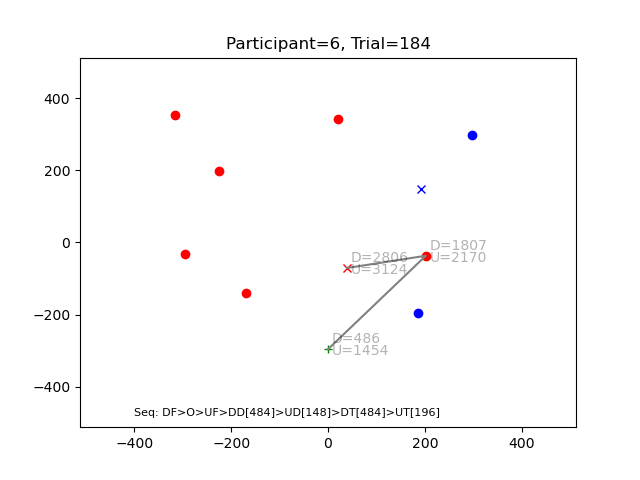 Participant=6, Trial=184
400
200
0
−200
−400
D=1807
U=2170
D=2806
U=3124
D=486
U=1454
Seq: DF>O>UF>DD[484]>UD[148]>DT[484]>UT[196]
−400 −200 0 200 400